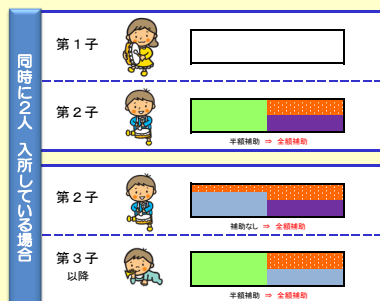 同時に２人 入所している場合
第１子
第２子
半額補助 ⇒ 全額補助
第２子
補助なし ⇒ 全額補助
第３子
以降
半額補助 ⇒ 全額補助